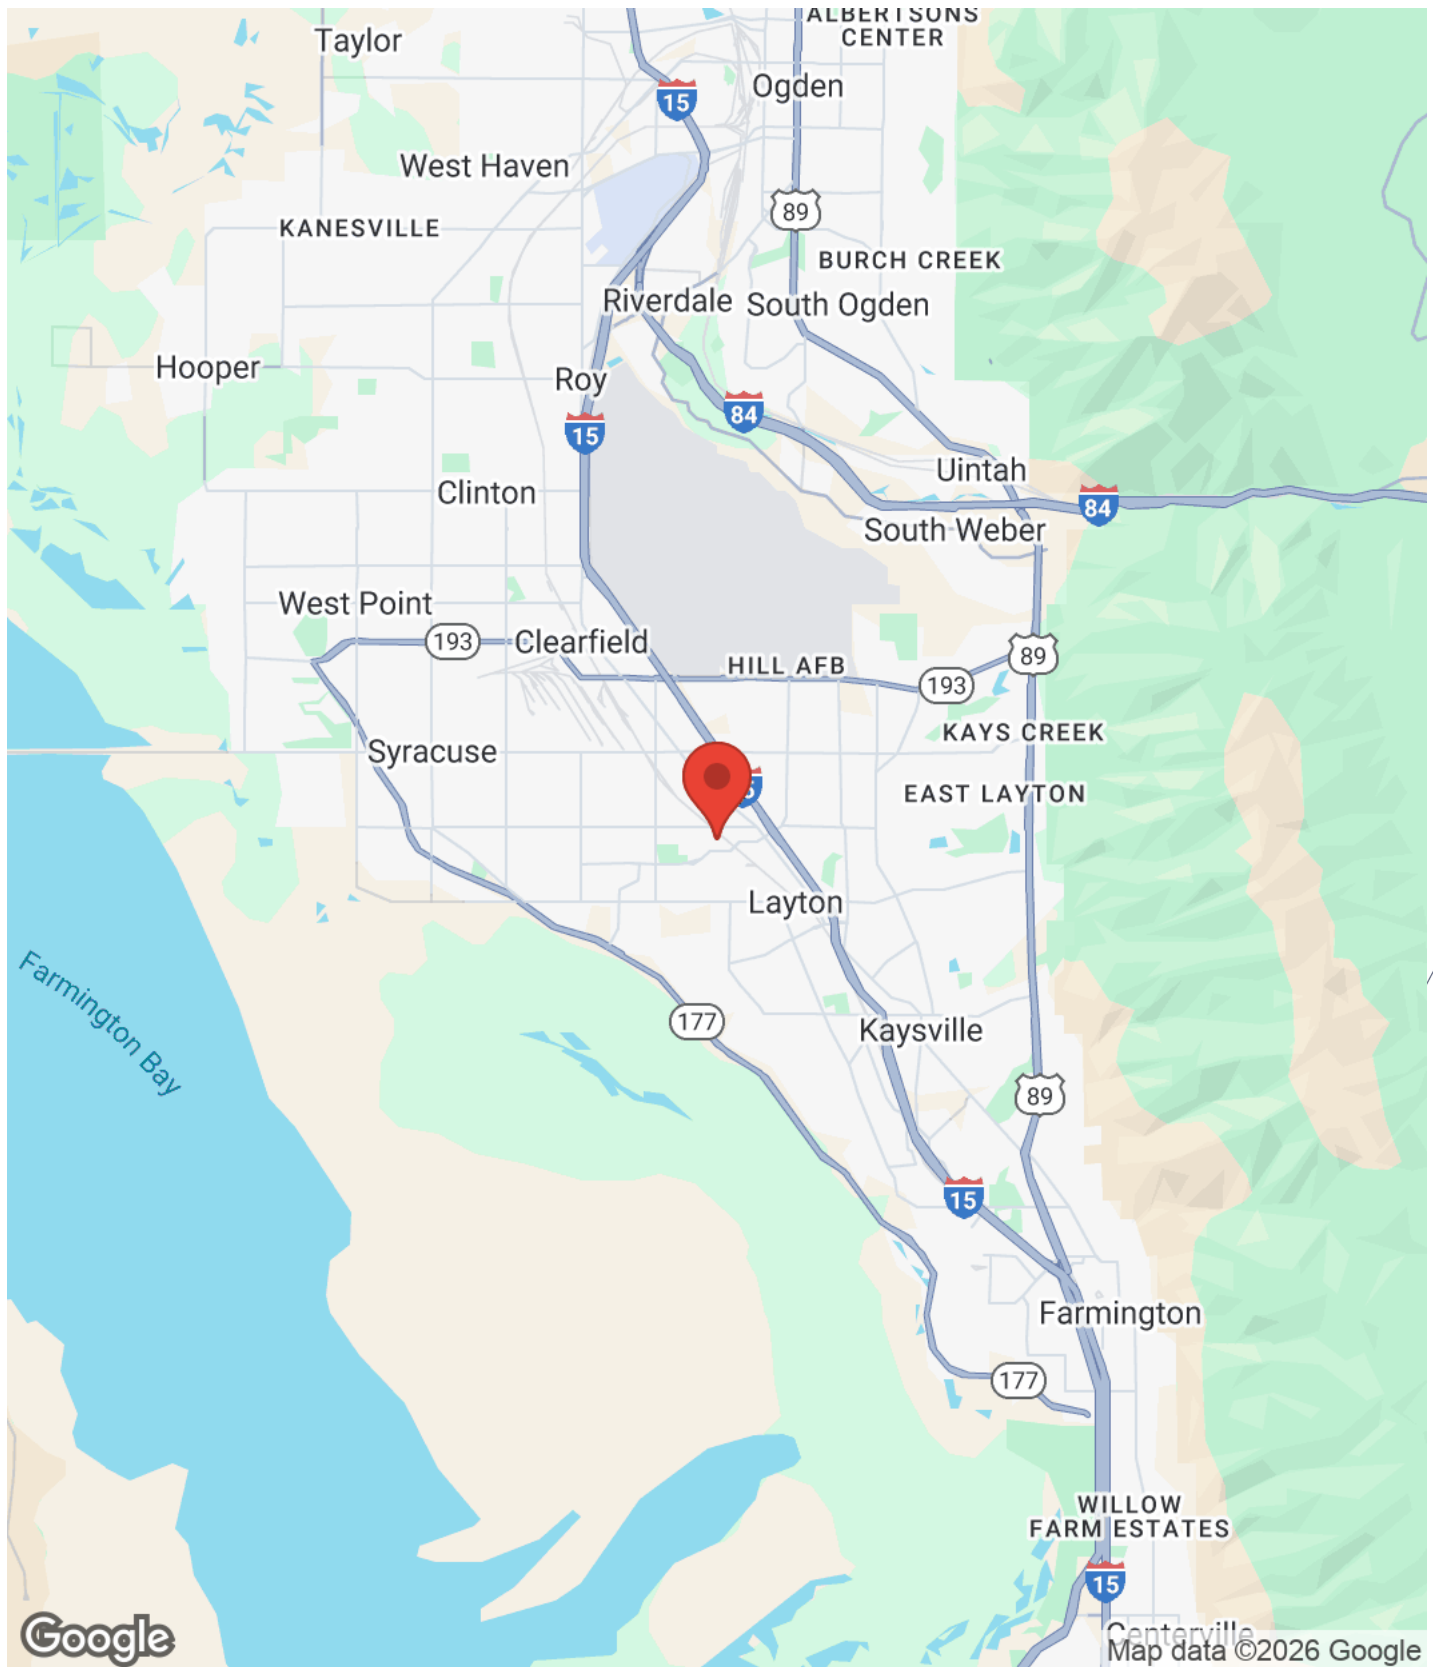 ALBERTSONS
CENTER
Taylor
Ogden
15
West Haven
89
KANESVILLE
BURCH CREEK
Riverdale
South Ogden
Hooper
Roy
84
15
Uintah
Clinton
84
South Weber
West Point
193
Clearfield
89
HILL AFB
193
KAYS CREEK
Syracuse
EAST LAYTON
Layton
Farmington Bay
177
Kaysville
89
15
Farmington
177
WILLOW
FARM ESTATES
15
Centerville
Google
Map data ©2026 Google